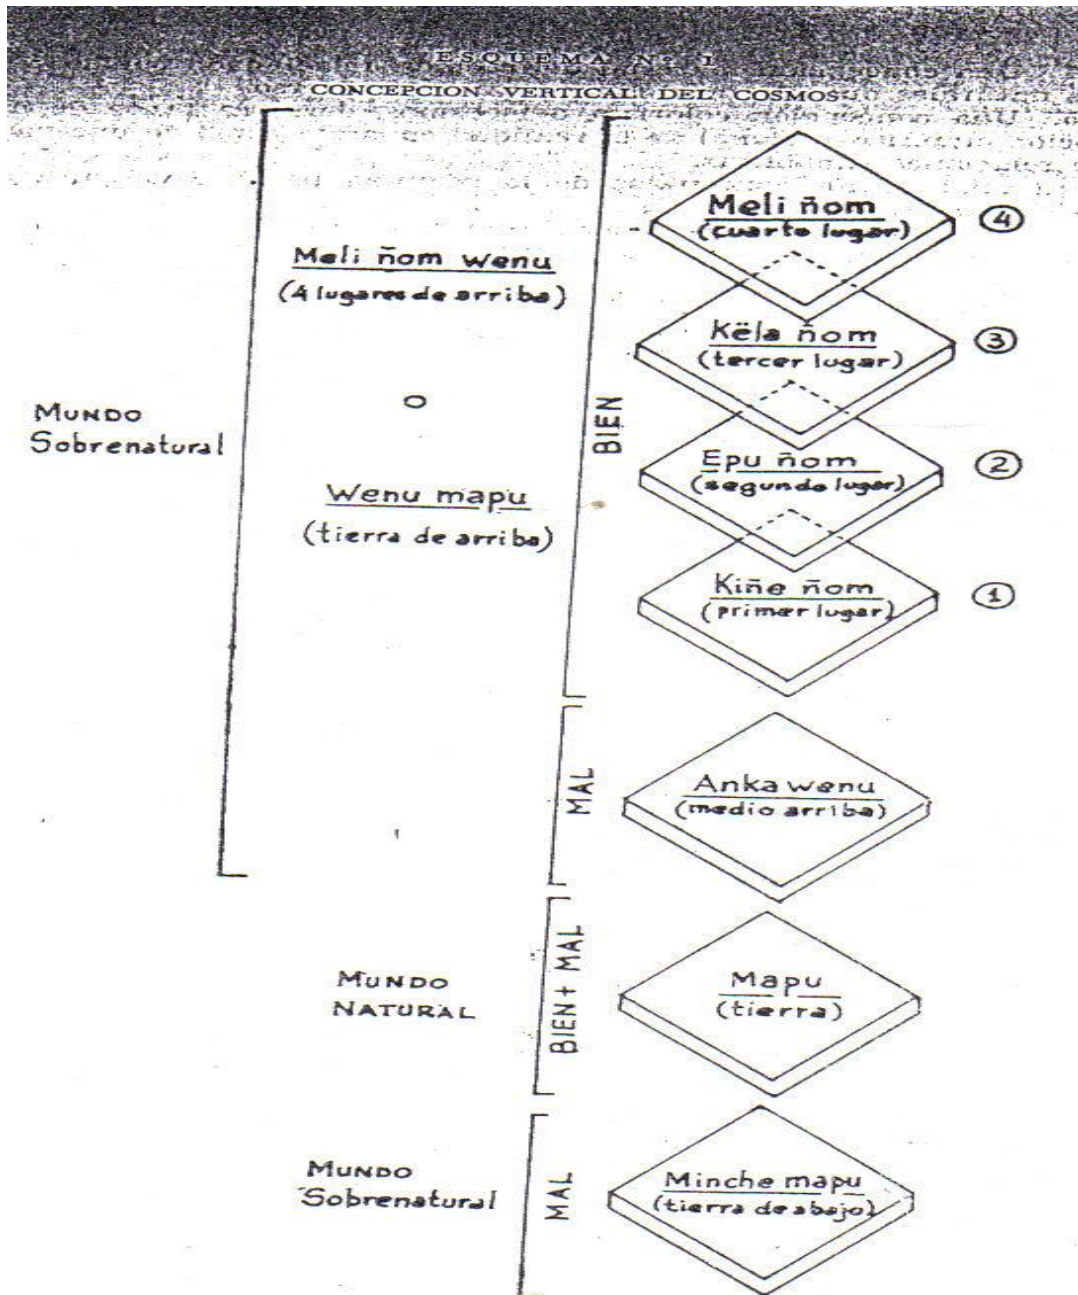 ESQUEMA Nº 1
CONCEPCION VERTICAL DEL COSMOS
Meli ñom
(cuarto lugar)
4
Meli ñom wenu
(4 lugares de arriba)
Këla ñom
(tercer lugar)
3
o
MUNDO
Sobrenatural
BIEN
Epu ñom
(segundo lugar)
2
Wenu mapu
(tierra de arriba)
Kiñe ñom
(primer lugar)
1
MAL
Anka wenu
(medio arriba)
MUNDO
NATURAL
BIEN + MAL
Mapu
(tierra)
MUNDO
Sobrenatural
MAL
Minche mapu
(tierra de abajo)